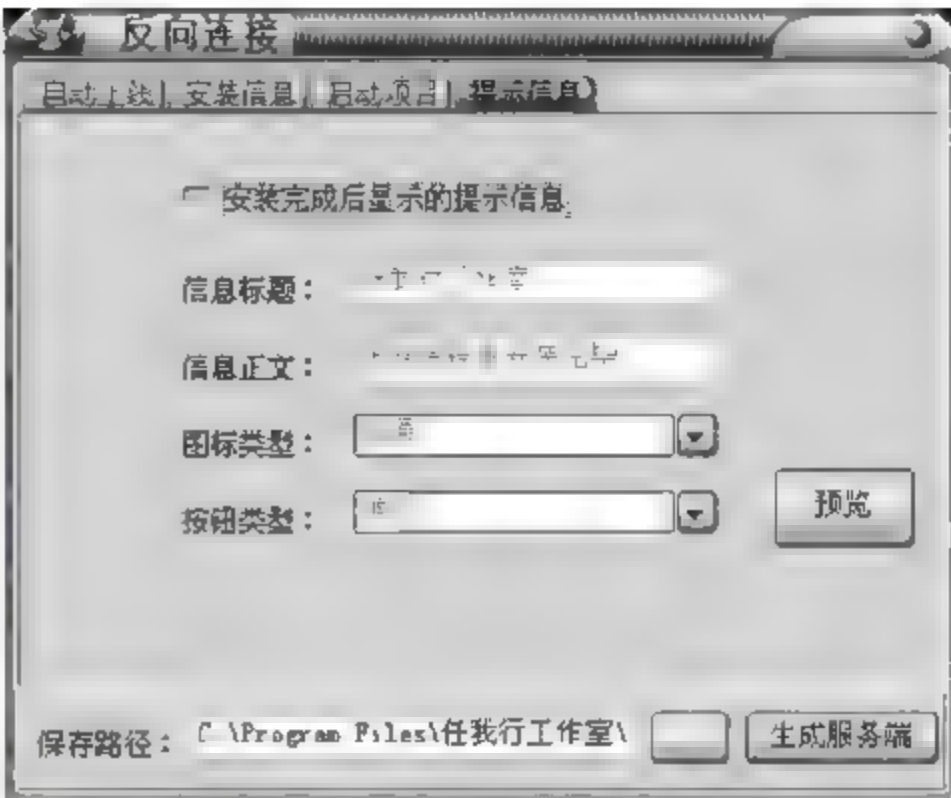 反向连接
自动上线 安装信息 启动项目 提示信息
安装完成后显示的提示信息
信息标题：
信息正文：
图标类型：
按钮类型：
预览
保存路径： C:\Program Files\任我行工作室\
生成服务端